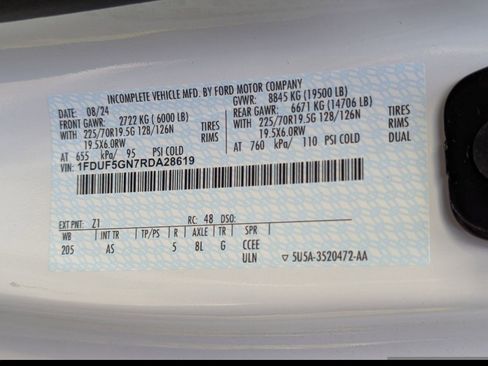 INCOMPLETE VEHICLE MFD. BY FORD MOTOR COMPANY
DATE: 08/24 GVWR: 8845 KG (19500 LB)
FRONT GAWR: 2722 KG (6000 LB) REAR GAWR: 6671 KG (14706 LB)
WITH 225/70R19.5 128/126N TIRES WITH 225/70R19.5 128/126N TIRES
19.5X6.0RW RIMS 19.5X6.0RW RIMS
AT 655 kPa/ 95 PSI COLD AT 760 kPa/ 110 PSI COLD
VIN: 1FDUF5GN7RDA28619
EXT PNT: Z1 RC: 48 DSO:
WB INT TR TP/PS R AXLE TR SPR
205 AS 5 8L G CCEE
ULN ▽ 5U5A-3520472-AA